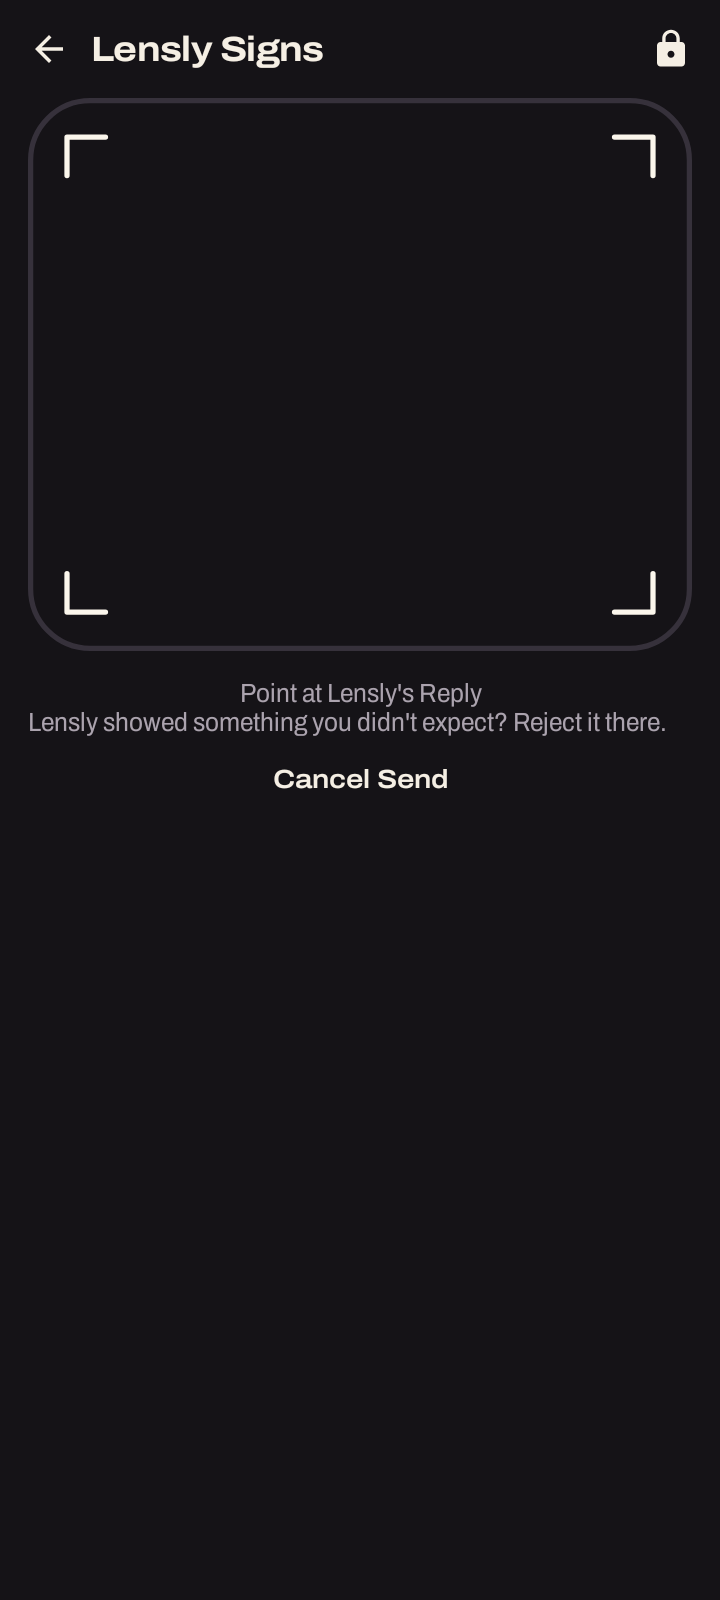 Lensly Signs
Point at Lensly's Reply
Lensly showed something you didn't expect? Reject it there.
Cancel Send